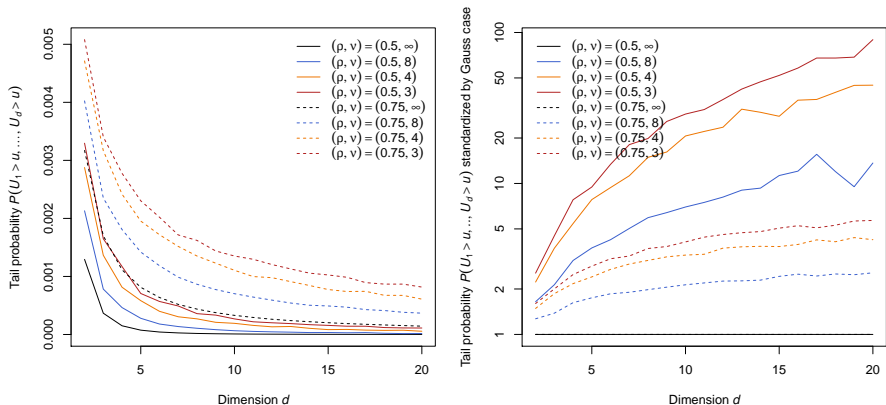 Tail probability P(U₁ > u, ..., U_d > u)
0.005
0.004
0.003
0.002
0.001
0.000
(ρ, ν) = (0.5, ∞)
(ρ, ν) = (0.5, 8)
(ρ, ν) = (0.5, 4)
(ρ, ν) = (0.5, 3)
(ρ, ν) = (0.75, ∞)
(ρ, ν) = (0.75, 8)
(ρ, ν) = (0.75, 4)
(ρ, ν) = (0.75, 3)
5 10 15 20
Dimension d
Tail probability P(U₁ > u, ..., U_d > u) standardized by Gauss case
100
50
20
10
5
2
1
(ρ, ν) = (0.5, ∞)
(ρ, ν) = (0.5, 8)
(ρ, ν) = (0.5, 4)
(ρ, ν) = (0.5, 3)
(ρ, ν) = (0.75, ∞)
(ρ, ν) = (0.75, 8)
(ρ, ν) = (0.75, 4)
(ρ, ν) = (0.75, 3)
5 10 15 20
Dimension d